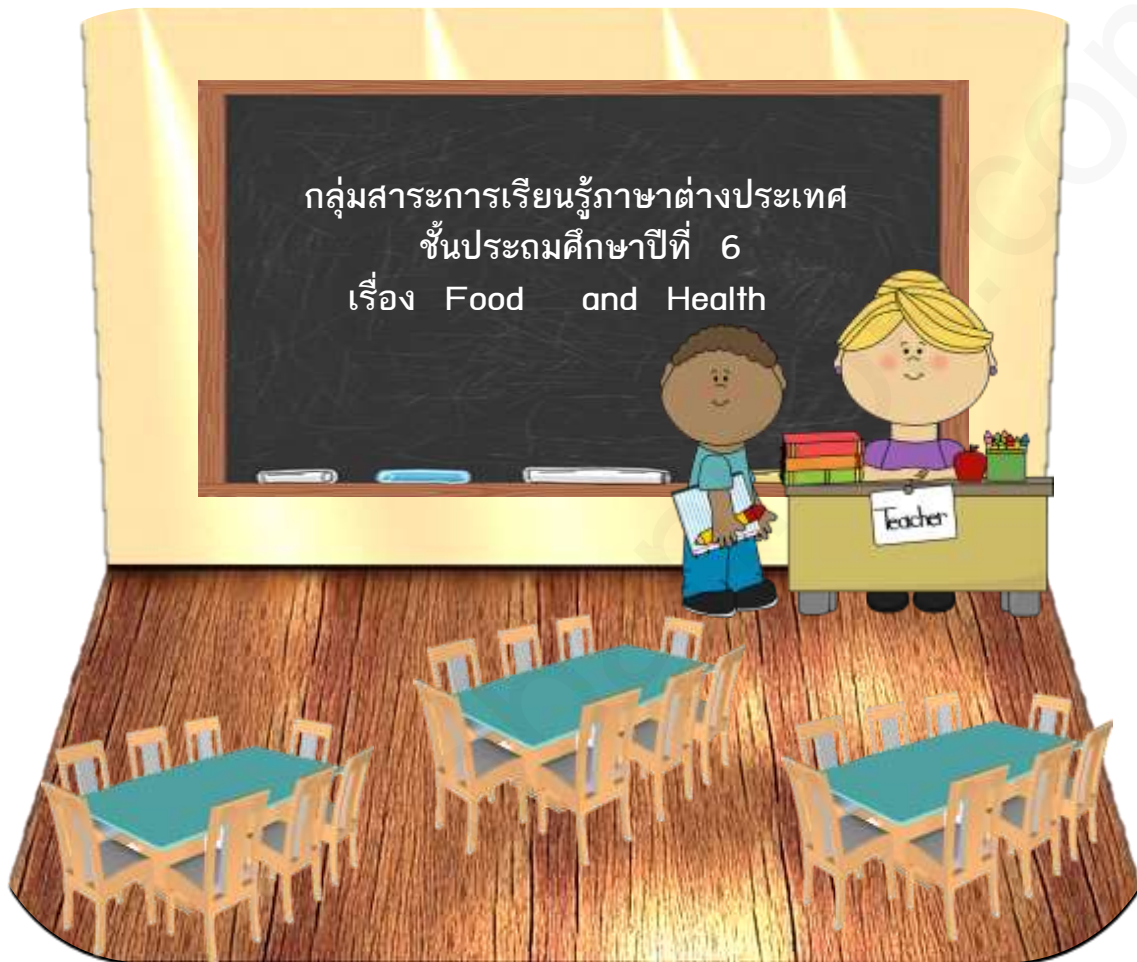 กลุ่มสาระการเรียนรู้ภาษาต่างประเทศ
ชั้นประถมศึกษาปีที่ 6
เรื่อง Food and Health
Teacher